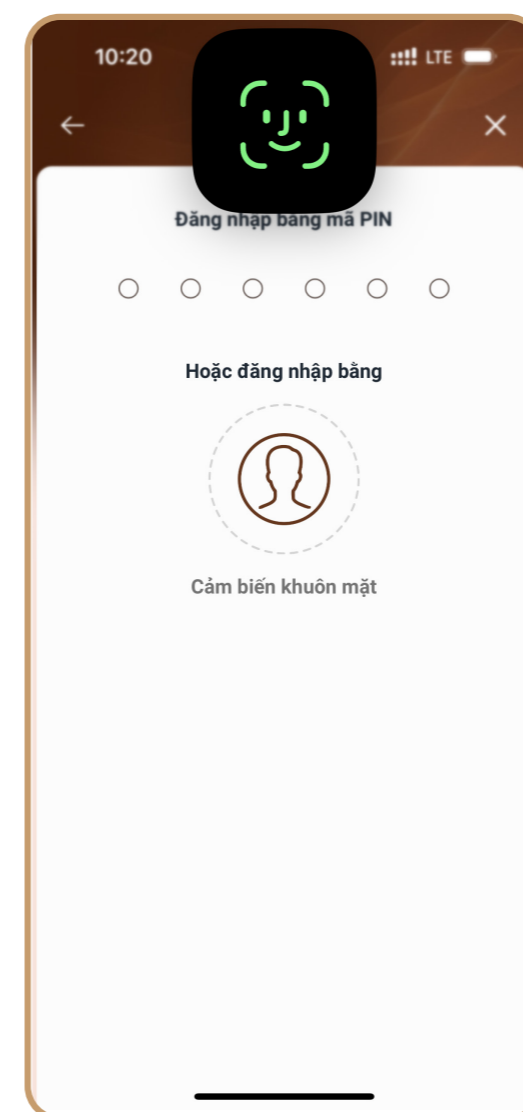 10:20
LTE
Đăng nhập bằng mã PIN
Hoặc đăng nhập bằng
Cảm biến khuôn mặt